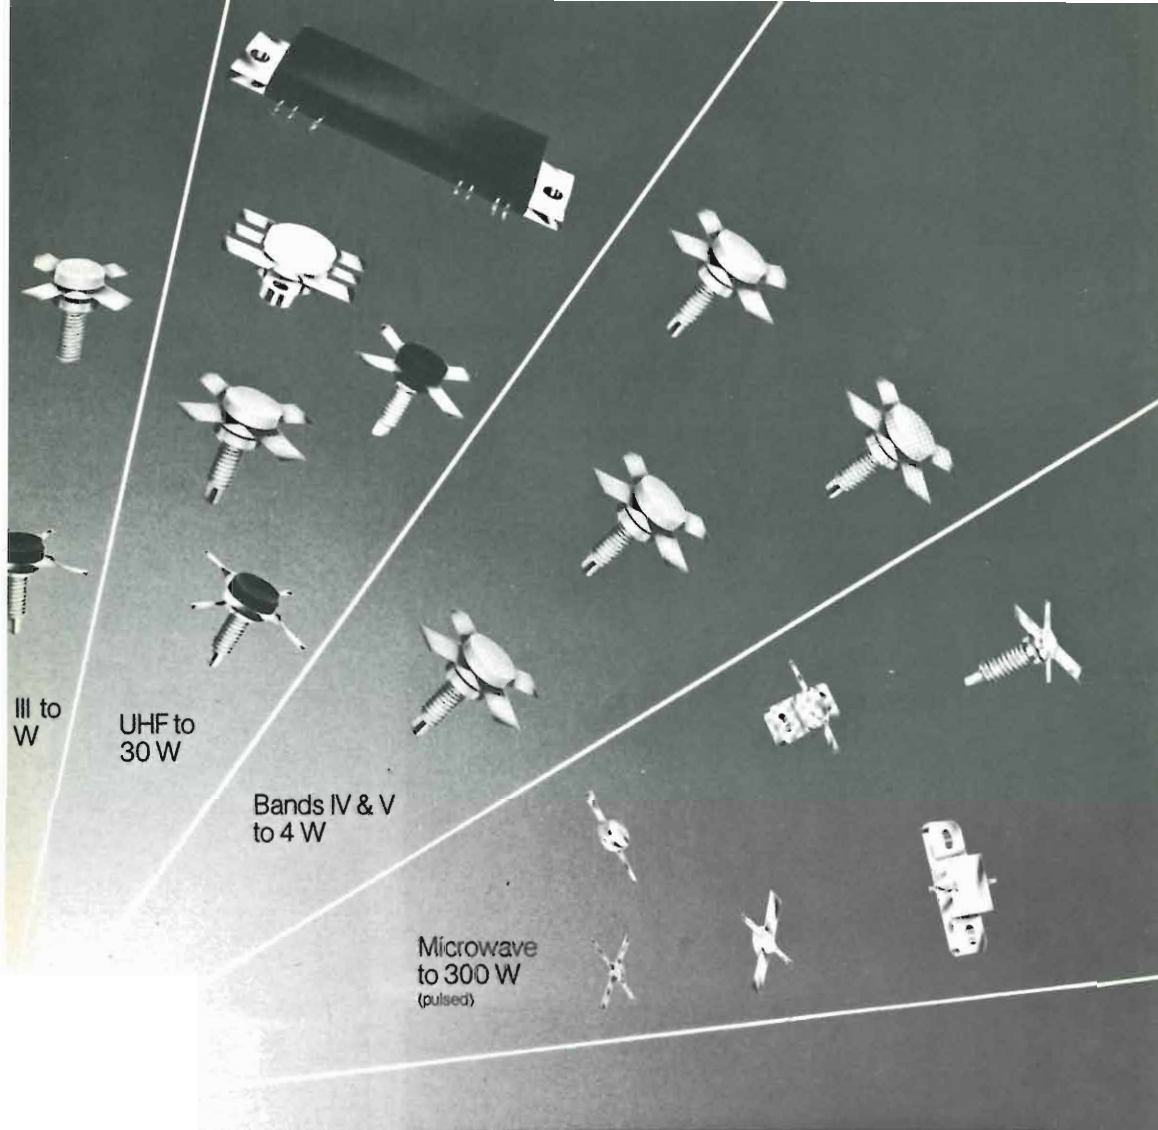 III to
W
UHF to
30 W
Bands IV & V
to 4 W
Microwave
to 300 W
(pulsed)